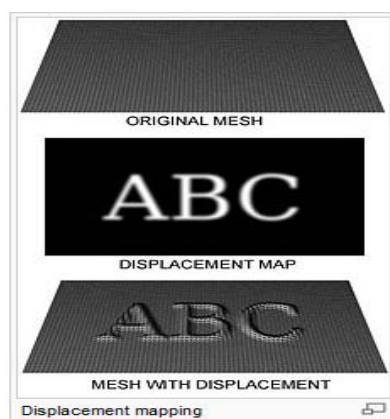 ORIGINAL MESH
ABC
DISPLACEMENT MAP
ABC
MESH WITH DISPLACEMENT
Displacement mapping